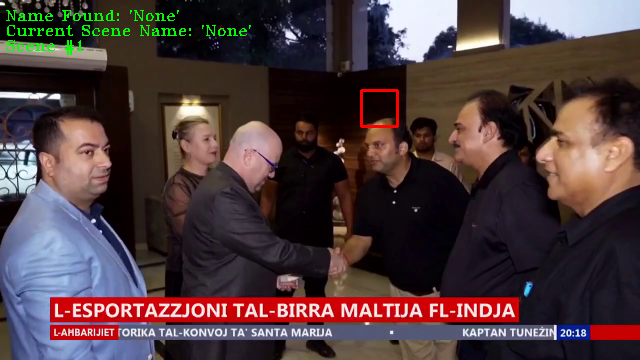 Name Found: 'None'
Current Scene Name: 'None'
Scene #1
L-ESPORTAZZJONI TAL-BIRRA MALTIJA FL-INDJA
L-AĦBARIJIET TORIKA TAL-KONVOJ TA' SANTA MARIJA • KAPTAN TUNEŻIN 20:18